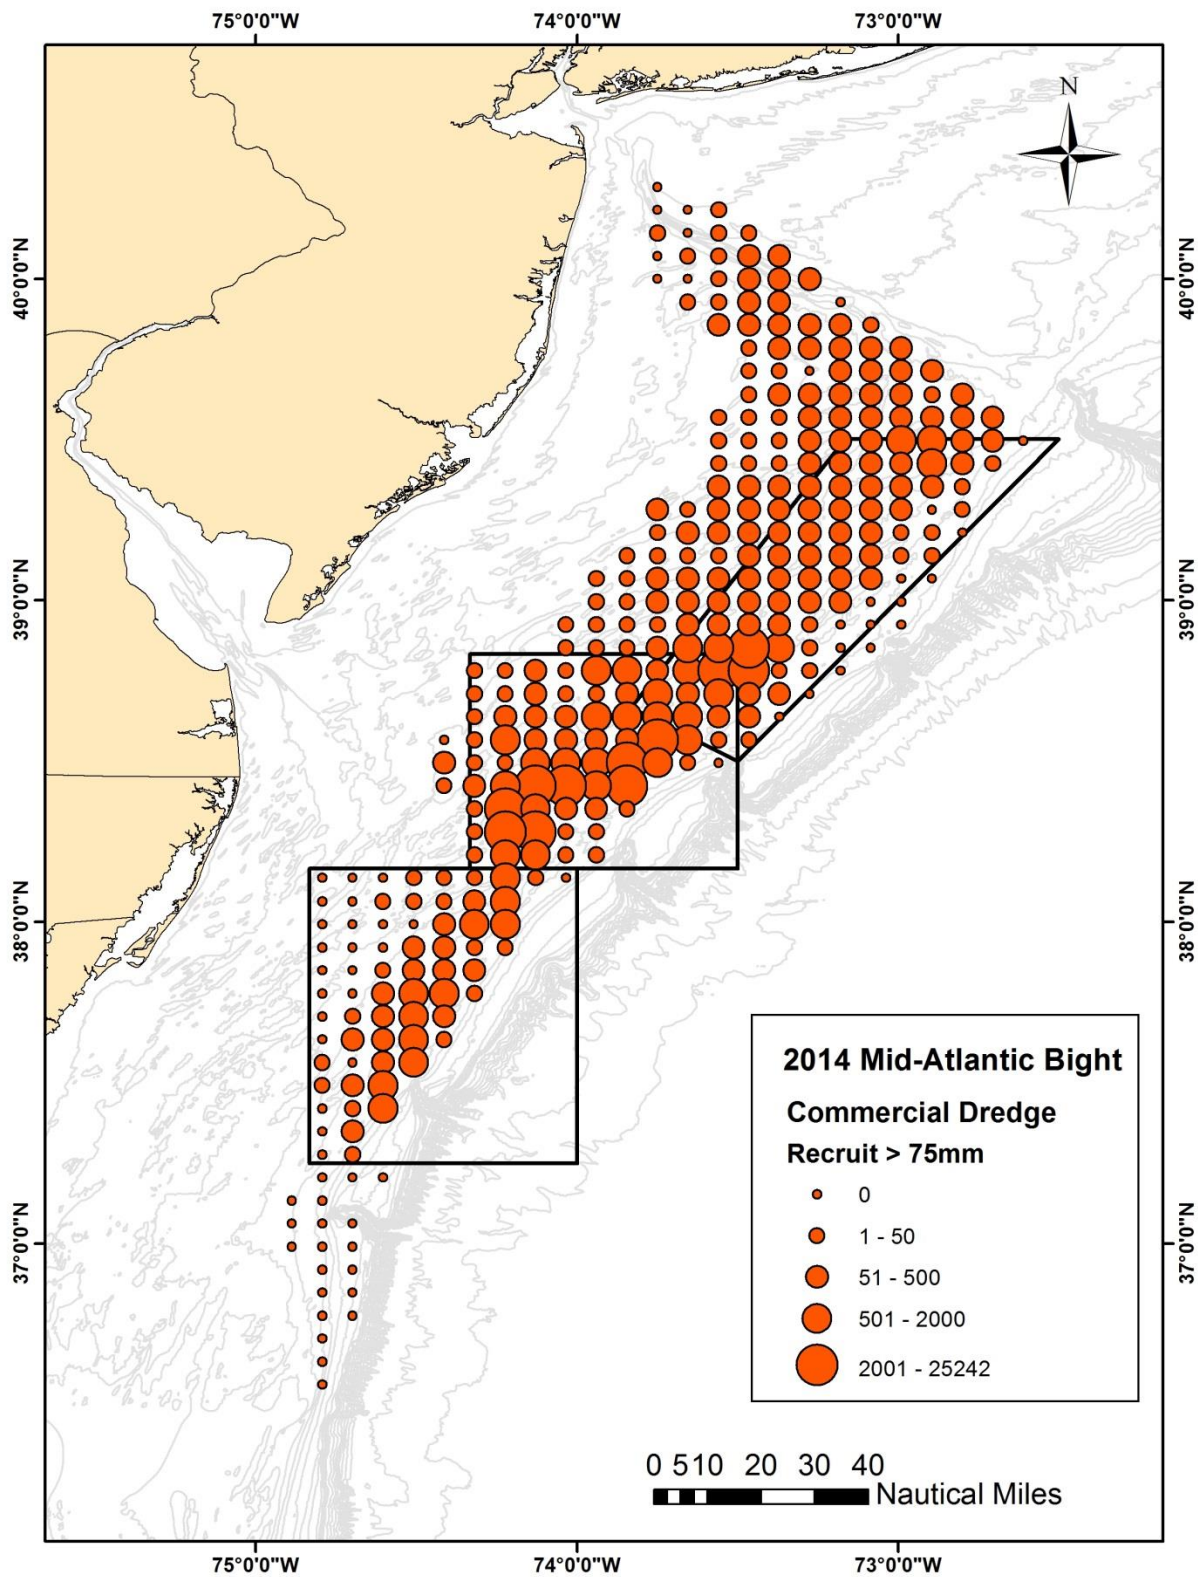 75°0'0"W 74°0'0"W 73°0'0"W
N
40°0'0"N 40°0'0"N
39°0'0"N 39°0'0"N
38°0'0"N 38°0'0"N
37°0'0"N 37°0'0"N
2014 Mid-Atlantic Bight
Commercial Dredge
Recruit > 75mm
0
1 - 50
51 - 500
501 - 2000
2001 - 25242
0 5 10 20 30 40
Nautical Miles
75°0'0"W 74°0'0"W 73°0'0"W